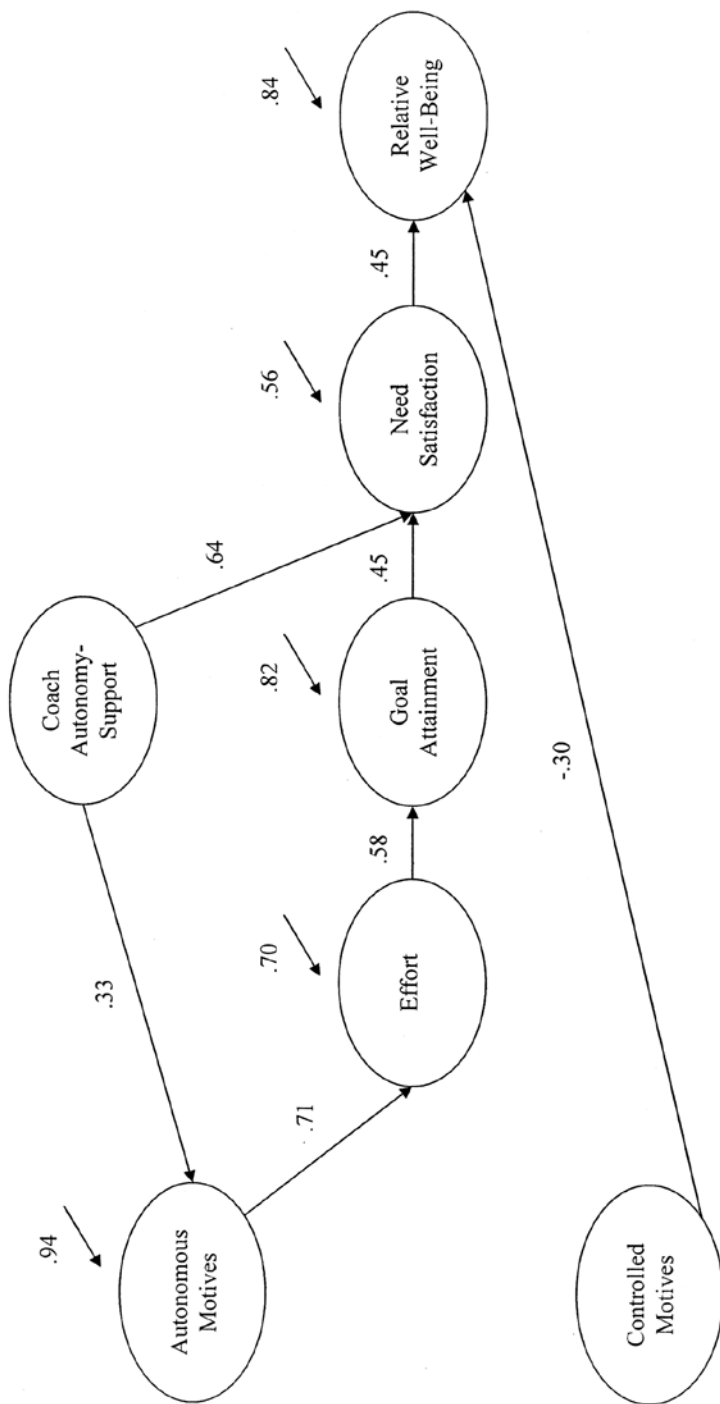 Coach
Autonomy-
Support
.33
.64
.94
Autonomous
Motives
.71
.70
Effort
.58
.82
Goal
Attainment
.45
.56
Need
Satisfaction
.45
.84
Relative
Well-Being
-.30
Controlled
Motives